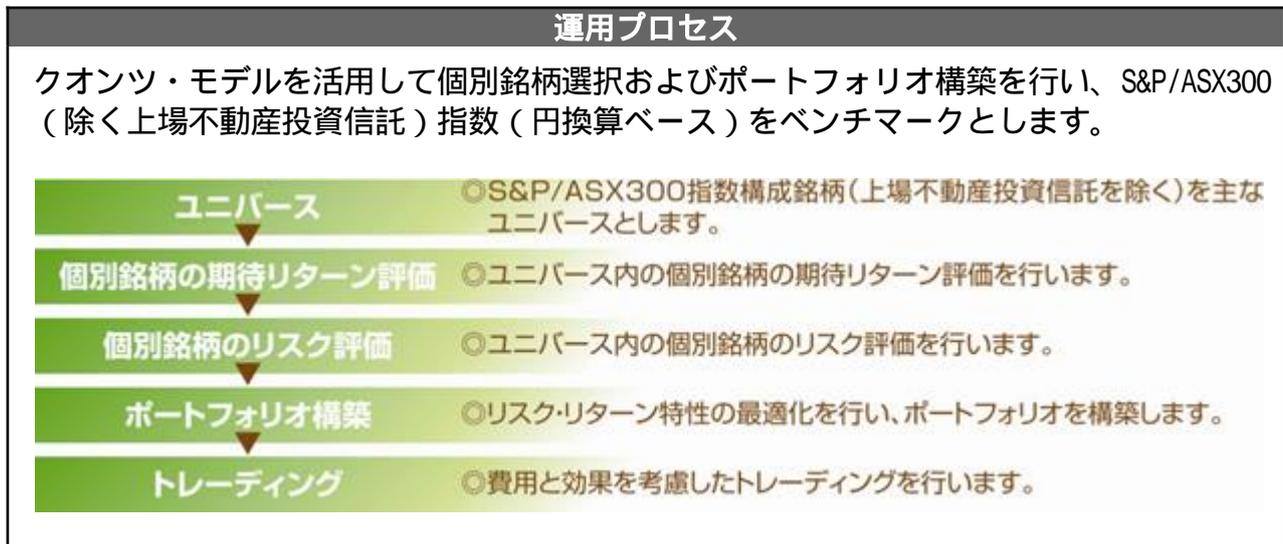 運用プロセス
クオンツ・モデルを活用して個別銘柄選択およびポートフォリオ構築を行い、S&P/ASX300
（除く上場不動産投資信託）指数（円換算ベース）をベンチマークとします。
ユニバース
◎S&P/ASX300指数構成銘柄(上場不動産投資信託を除く)を主な
ユニバースとします。
個別銘柄の期待リターン評価
◎ユニバース内の個別銘柄の期待リターン評価を行います。
個別銘柄のリスク評価
◎ユニバース内の個別銘柄のリスク評価を行います。
ポートフォリオ構築
◎リスク・リターン特性の最適化を行い、ポートフォリオを構築します。
トレーディング
◎費用と効果を考慮したトレーディングを行います。